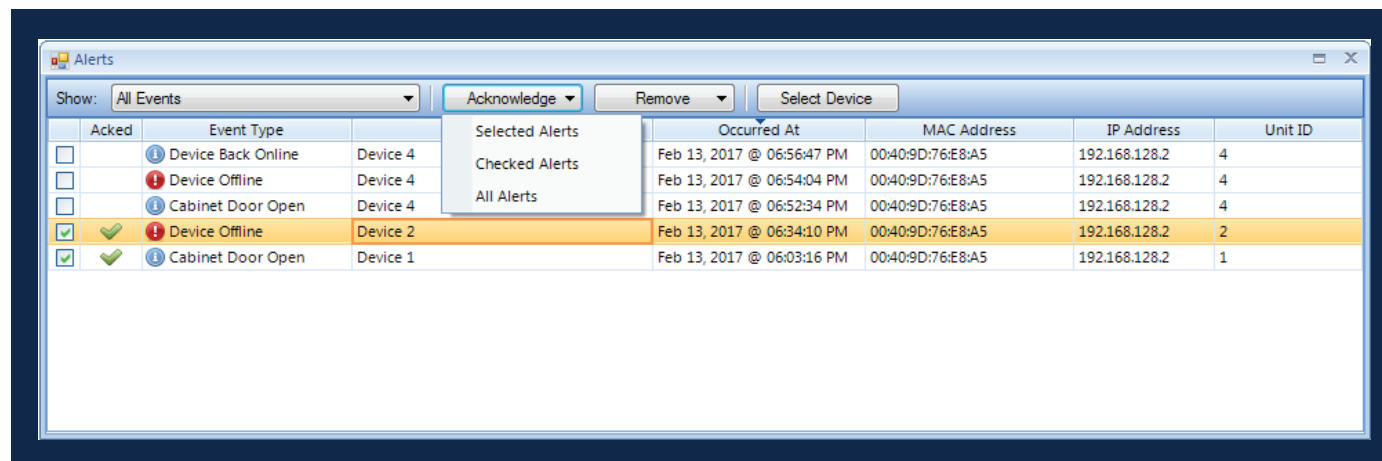 Alerts
Show: All Events Acknowledge Remove Select Device
Acked Event Type Occurred At MAC Address IP Address Unit ID
Selected Alerts
Checked Alerts
All Alerts
Device Back Online Device 4 Feb 13, 2017 @ 06:56:47 PM 00:40:9D:76:E8:A5 192.168.128.2 4
Device Offline Device 4 Feb 13, 2017 @ 06:54:04 PM 00:40:9D:76:E8:A5 192.168.128.2 4
Cabinet Door Open Device 4 Feb 13, 2017 @ 06:52:34 PM 00:40:9D:76:E8:A5 192.168.128.2 4
Device Offline Device 2 Feb 13, 2017 @ 06:34:10 PM 00:40:9D:76:E8:A5 192.168.128.2 2
Cabinet Door Open Device 1 Feb 13, 2017 @ 06:03:16 PM 00:40:9D:76:E8:A5 192.168.128.2 1